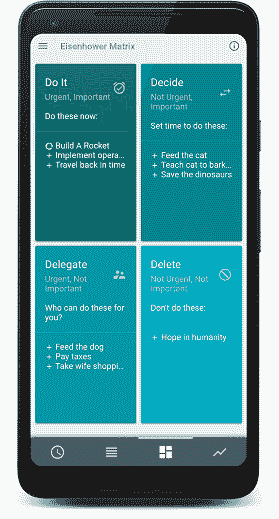 Eisenhower Matrix
Do It
Urgent, Important
Do these now:
Build A Rocket
+ Implement opera...
+ Travel back in time
Decide
Not Urgent,
Important
Set time to do these:
+ Feed the cat
+ Teach cat to bark...
+ Save the dinosaurs
Delegate
Urgent, Not
Important
Who can do these for
you?
+ Feed the dog
+ Pay taxes
+ Take wife shoppi...
Delete
Not Urgent, Not
Important
Don't do these:
+ Hope in humanity